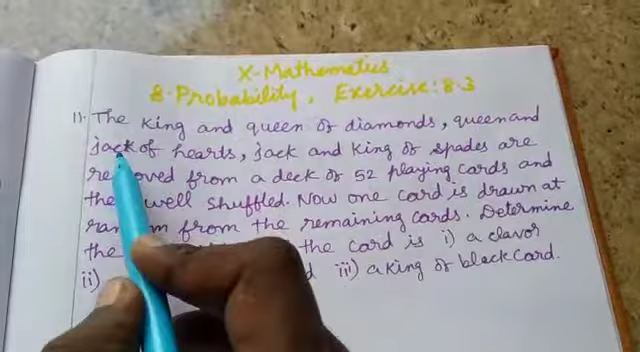 X-Mathematics
8. Probability, Exercise: 8.3
11. The king and queen of diamonds, queen and
jack of hearts, jack and king of spades are
from a deck of 52 playing cards and
well shuffled. Now one card is drawn at
from the remaining cards. Determine
the the card is i) a clavor
ii) iii) a king of black card.